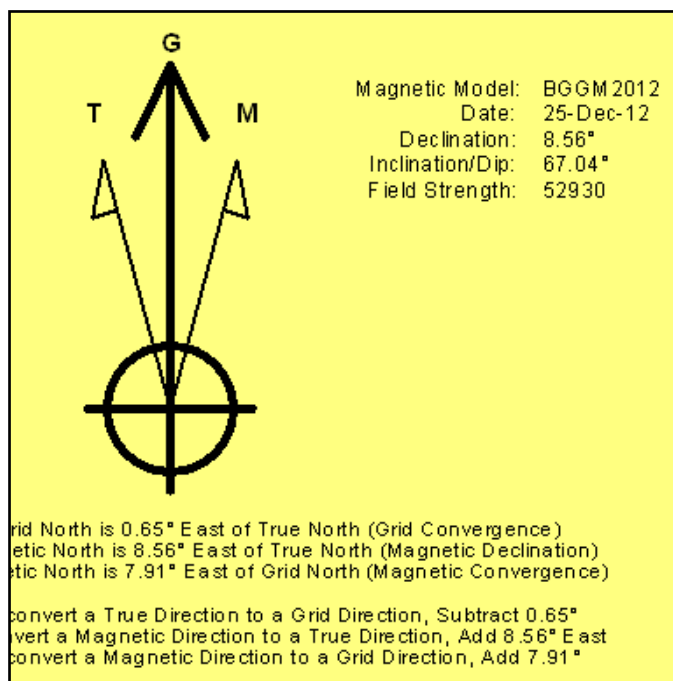 G
T M
Magnetic Model: BGGM2012
Date: 25-Dec-12
Declination: 8.56°
Inclination/Dip: 67.04°
Field Strength: 52930
rid North is 0.65° East of True North (Grid Convergence)
etic North is 8.56° East of True North (Magnetic Declination)
etic North is 7.91° East of Grid North (Magnetic Convergence)
convert a True Direction to a Grid Direction, Subtract 0.65°
vert a Magnetic Direction to a True Direction, Add 8.56° East
convert a Magnetic Direction to a Grid Direction, Add 7.91°